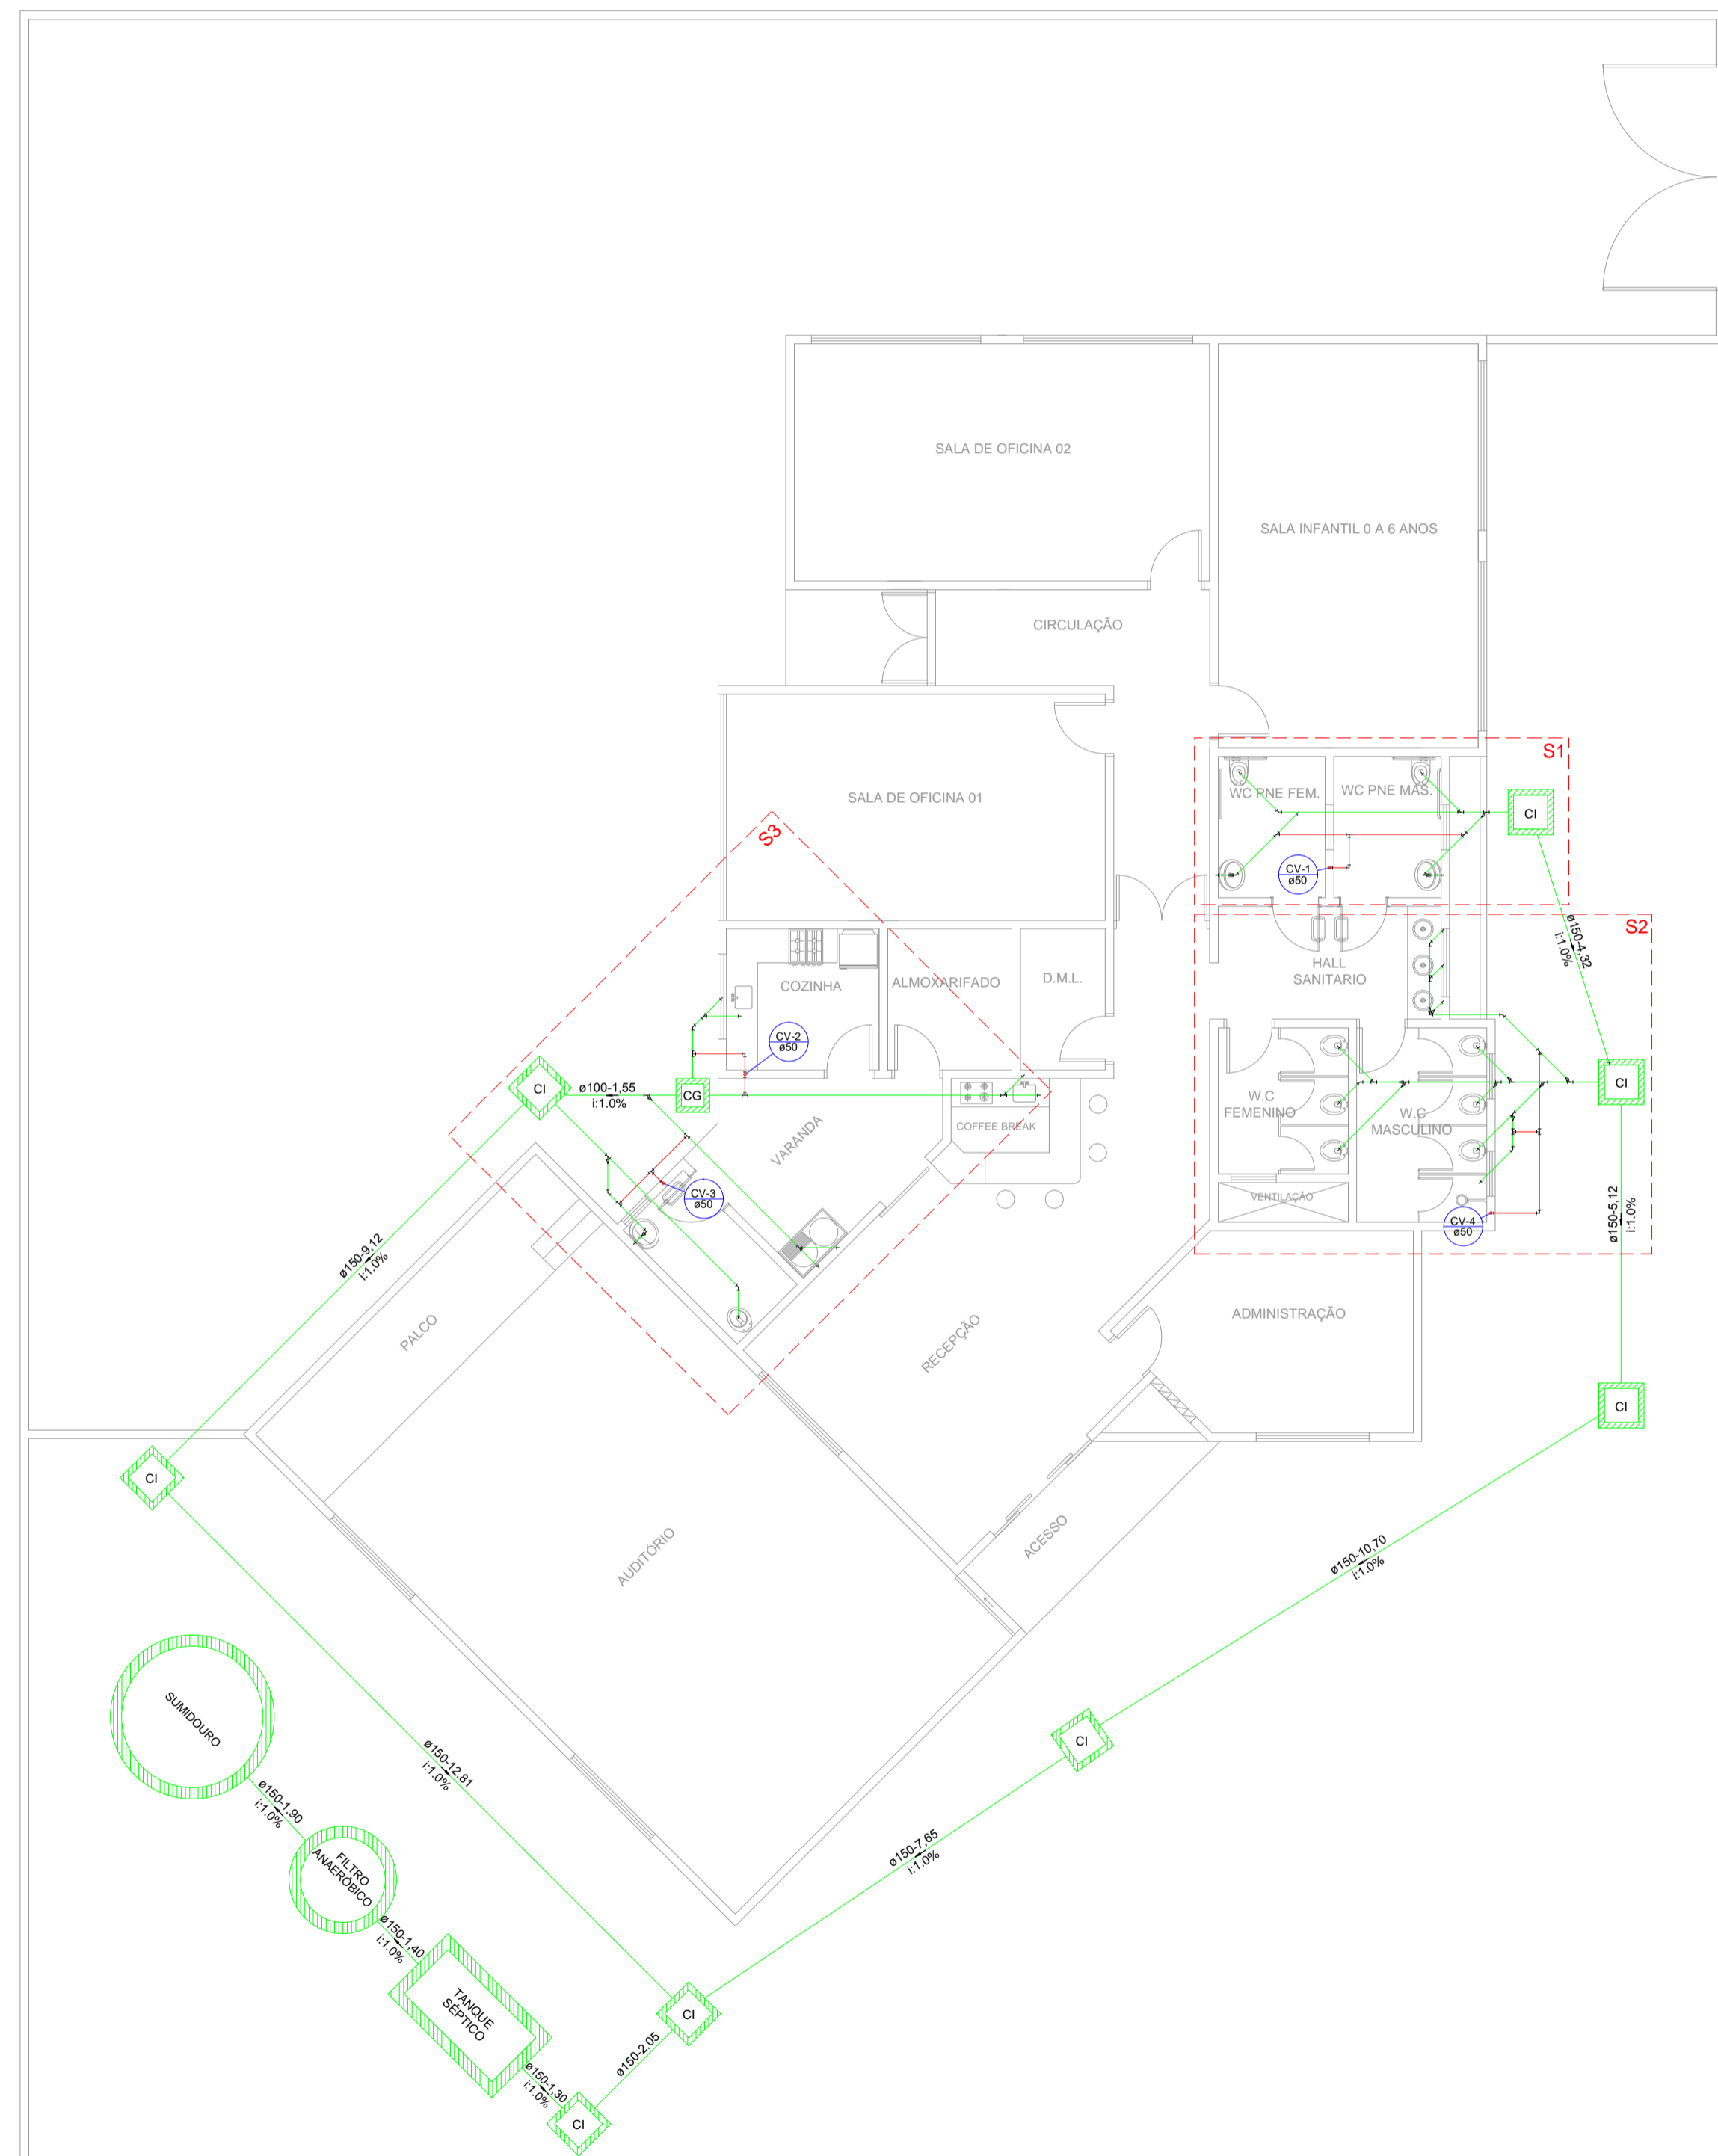 SALA DE OFICINA 02
SALA INFANTIL 0 A 6 ANOS
CIRCULAÇÃO
S1
SALA DE OFICINA 01
WC PNE FEM.
WC PNE MAS.
CI
S3
CV-1
ø50
ø150-4,32
i:1.0%
S2
HALL
SANITARIO
COZINHA
ALMOXARIFADO
D.M.L.
CV-2
ø50
CI
ø100-1,55
i:1.0%
CG
CI
W.C
FEMENINO
W.C
MASCULINO
COFFEE BREAK
VARANDA
CV-3
ø50
VENTILAÇÃO
CV-4
ø50
ø150-5,12
i:1.0%
ø150-9,12
i:1.0%
PALCO
RECEPÇÃO
ADMINISTRAÇÃO
CI
CI
AUDITÓRIO
ACESSO
ø150-10,70
i:1.0%
SUMIDOURO
CI
ø150-12,81
i:1.0%
ø150-1,90
i:1.0%
ø150-7,65
i:1.0%
FILTRO
ANAERÓBICO
ø150-1,40
i:1.0%
TANQUE
SÉPTICO
CI
ø150-2,05
ø150-1,30
i:1.0%
CI